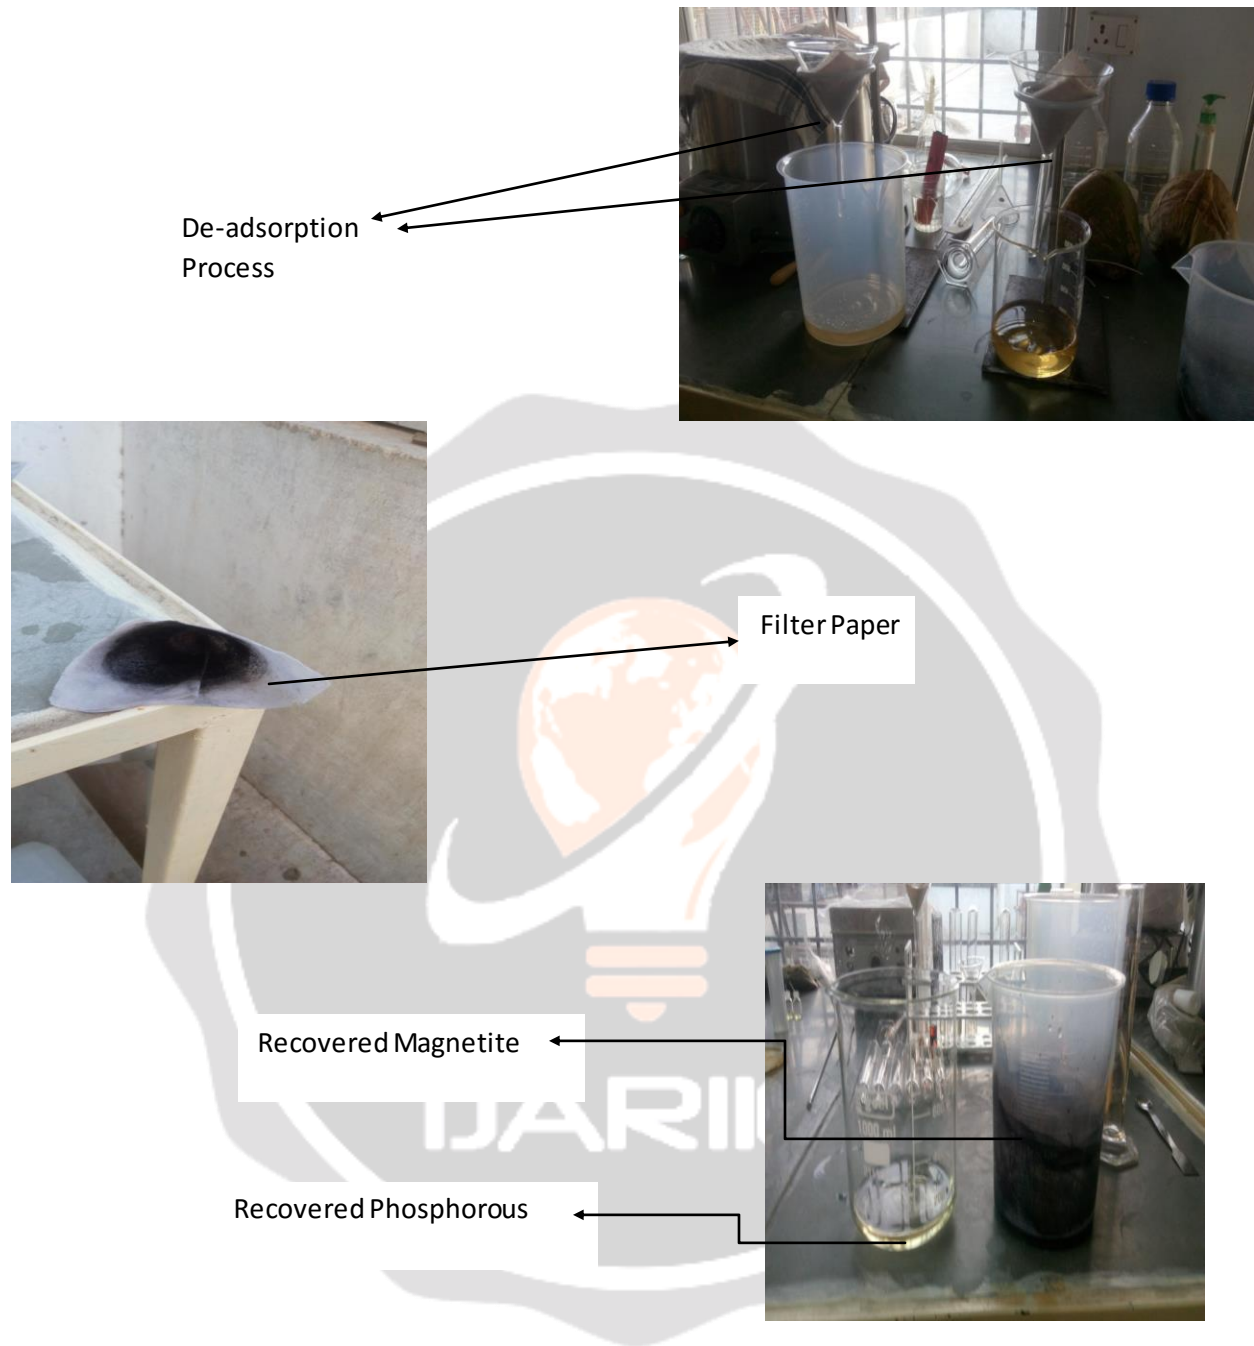 De-adsorption
Process
Filter Paper
Recovered Magnetite
IJARII
1000 ml
Recovered Phosphorous